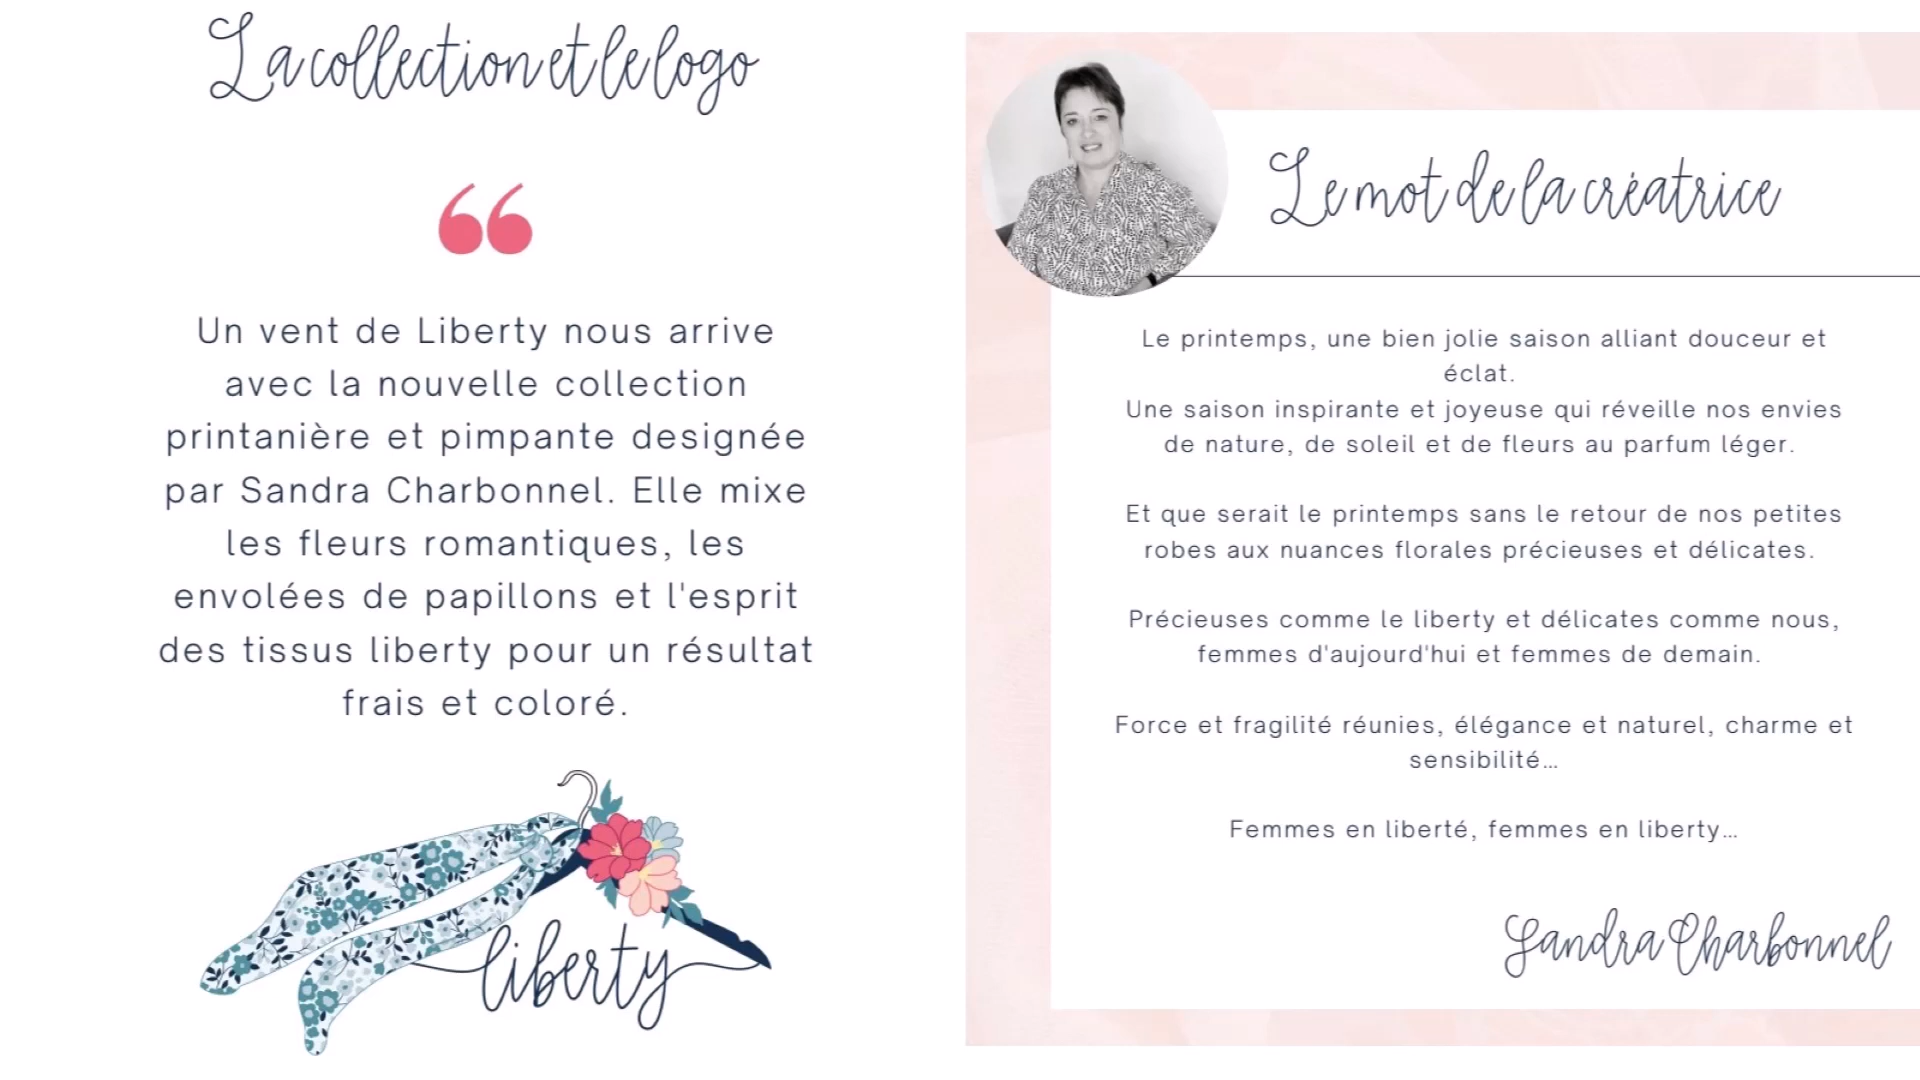 La collection et le logo
Un vent de Liberty nous arrive
avec la nouvelle collection
printanière et pimpante designée
par Sandra Charbonnel. Elle mixe
les fleurs romantiques, les
envolées de papillons et l'esprit
des tissus liberty pour un résultat
frais et coloré.
liberty
Le mot de la créatrice
Le printemps, une bien jolie saison alliant douceur et
éclat.
Une saison inspirante et joyeuse qui réveille nos envies
de nature, de soleil et de fleurs au parfum léger.
Et que serait le printemps sans le retour de nos petites
robes aux nuances florales précieuses et délicates.
Précieuses comme le liberty et délicates comme nous,
femmes d'aujourd'hui et femmes de demain.
Force et fragilité réunies, élégance et naturel, charme et
sensibilité…
Femmes en liberté, femmes en liberty…
Sandra Charbonnel